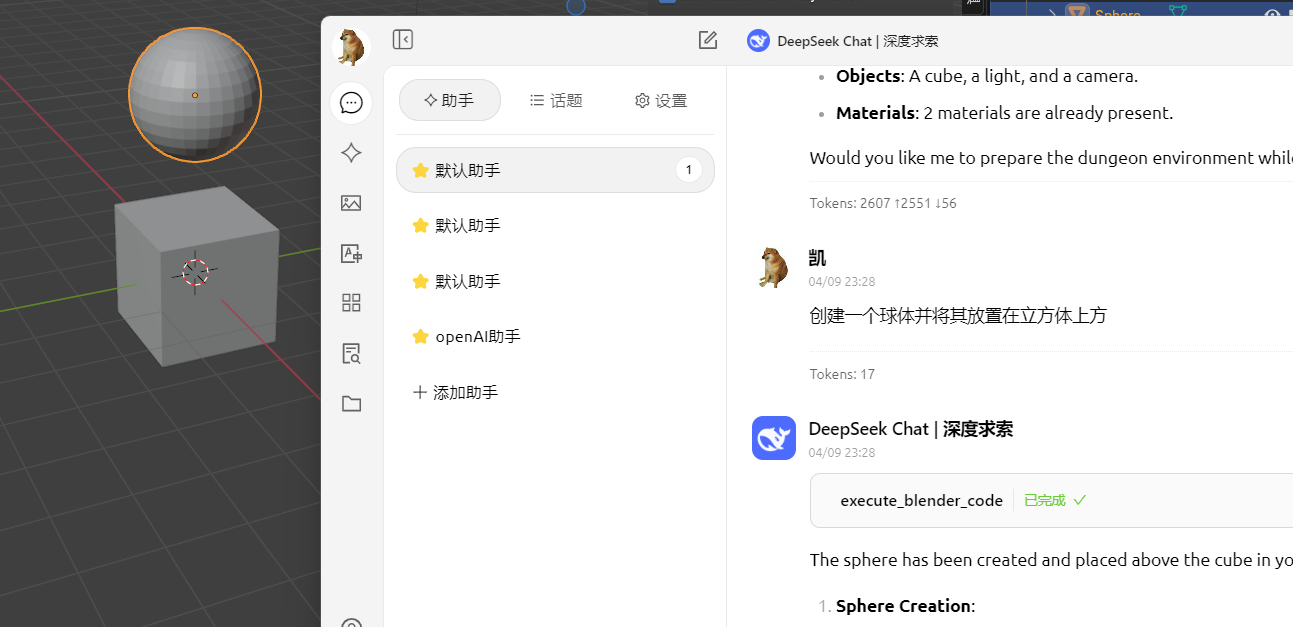 Sphere
DeepSeek Chat | 深度求索
助手
话题
设置
默认助手
1
默认助手
默认助手
openAI助手
添加助手
Objects: A cube, a light, and a camera.
Materials: 2 materials are already present.
Would you like me to prepare the dungeon environment
Tokens: 2607 ↑2551 ↓56
凯
04/09 23:28
创建一个球体并将其放置在立方体上方
Tokens: 17
DeepSeek Chat | 深度求索
04/09 23:28
execute_blender_code
已完成
The sphere has been created and placed above the cube in
1. Sphere Creation: